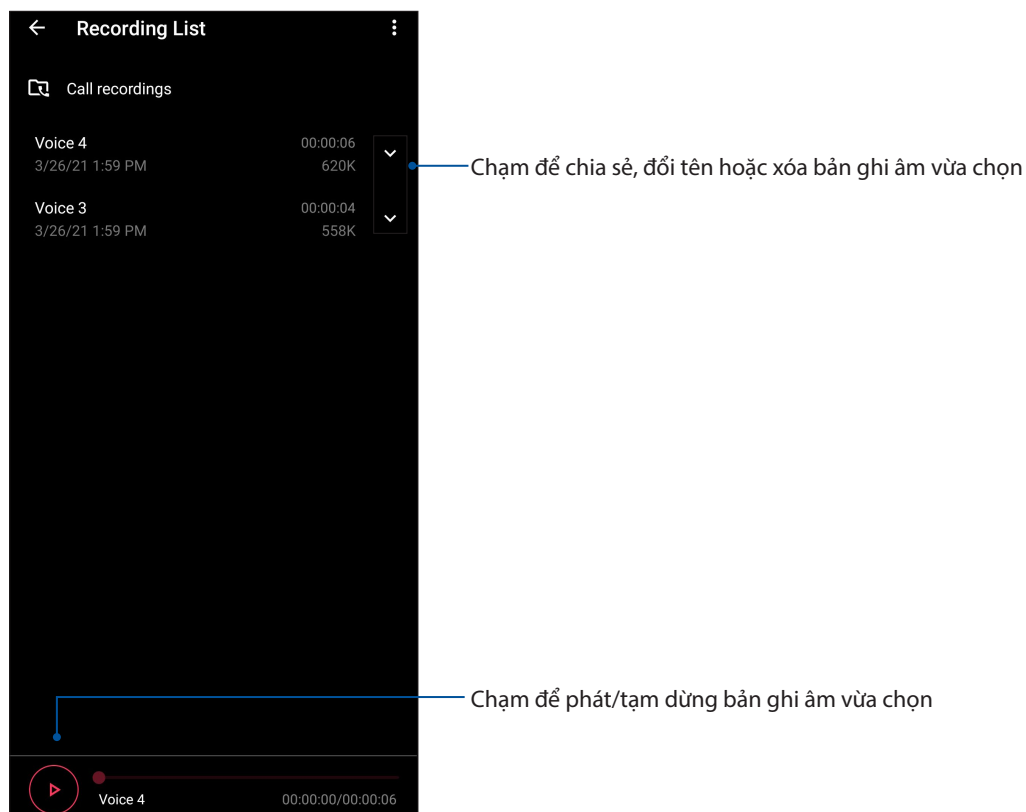 Recording List
Call recordings
Voice 4 00:00:06
3/26/21 1:59 PM 620K
Chạm để chia sẻ, đổi tên hoặc xóa bản ghi âm vừa chọn
Voice 3 00:00:04
3/26/21 1:59 PM 558K
Chạm để phát/tạm dừng bản ghi âm vừa chọn
Voice 4 00:00:00/00:00:06